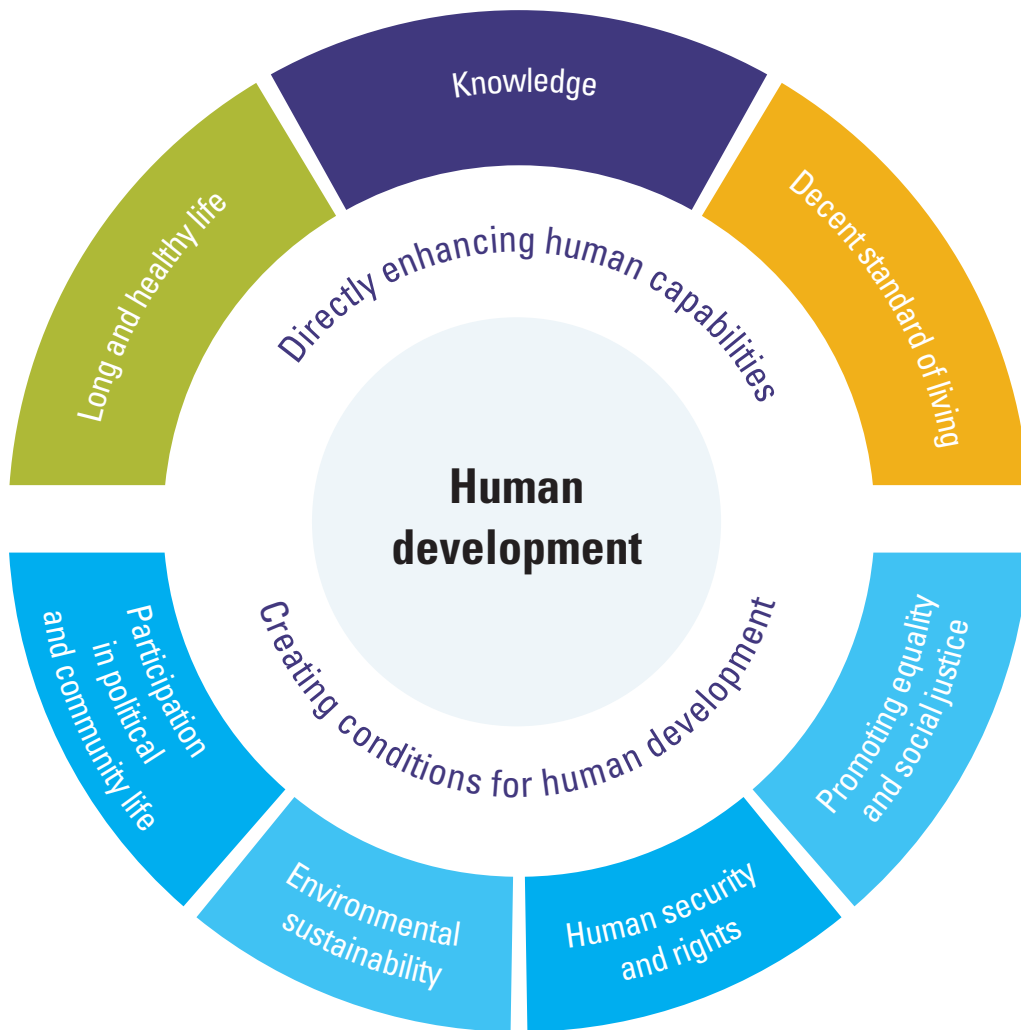 Knowledge
Long and healthy life
Decent standard of living
Directly enhancing human capabilities
Human
development
Creating conditions for human development
Participation
in political
and community life
Environmental
sustainability
Human security
and rights
Promoting equality
and social justice